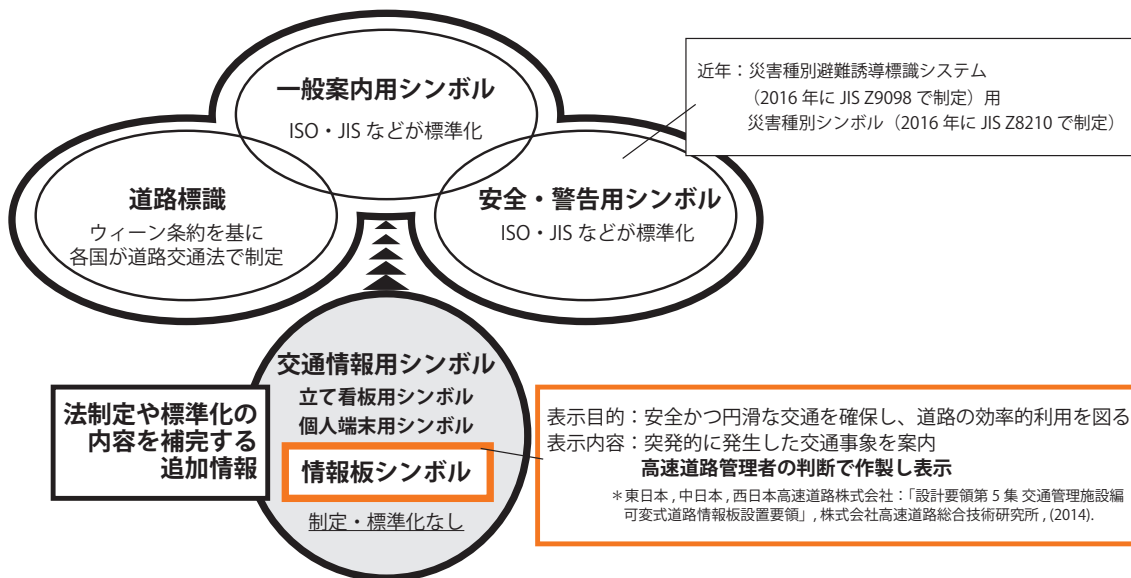 一般案内用シンボル
ISO・JIS などが標準化
近年：災害種別避難誘導標識システム
（2016 年に JIS Z9098 で制定）用
災害種別シンボル（2016 年に JIS Z8210 で制定）
道路標識
ウィーン条約を基に
各国が道路交通法で制定
安全・警告用シンボル
ISO・JIS などが標準化
交通情報用シンボル
立て看板用シンボル
個人端末用シンボル
情報板シンボル
制定・標準化なし
法制定や標準化の
内容を補完する
追加情報
表示目的：安全かつ円滑な交通を確保し、道路の効率的利用を図る
表示内容：突発的に発生した交通事象を案内
高速道路管理者の判断で作製し表示
＊東日本 , 中日本 , 西日本高速道路株式会社：「設計要領第 5 集 交通管理施設編
可変式道路情報板設置要領」, 株式会社高速道路総合技術研究所 , (2014).